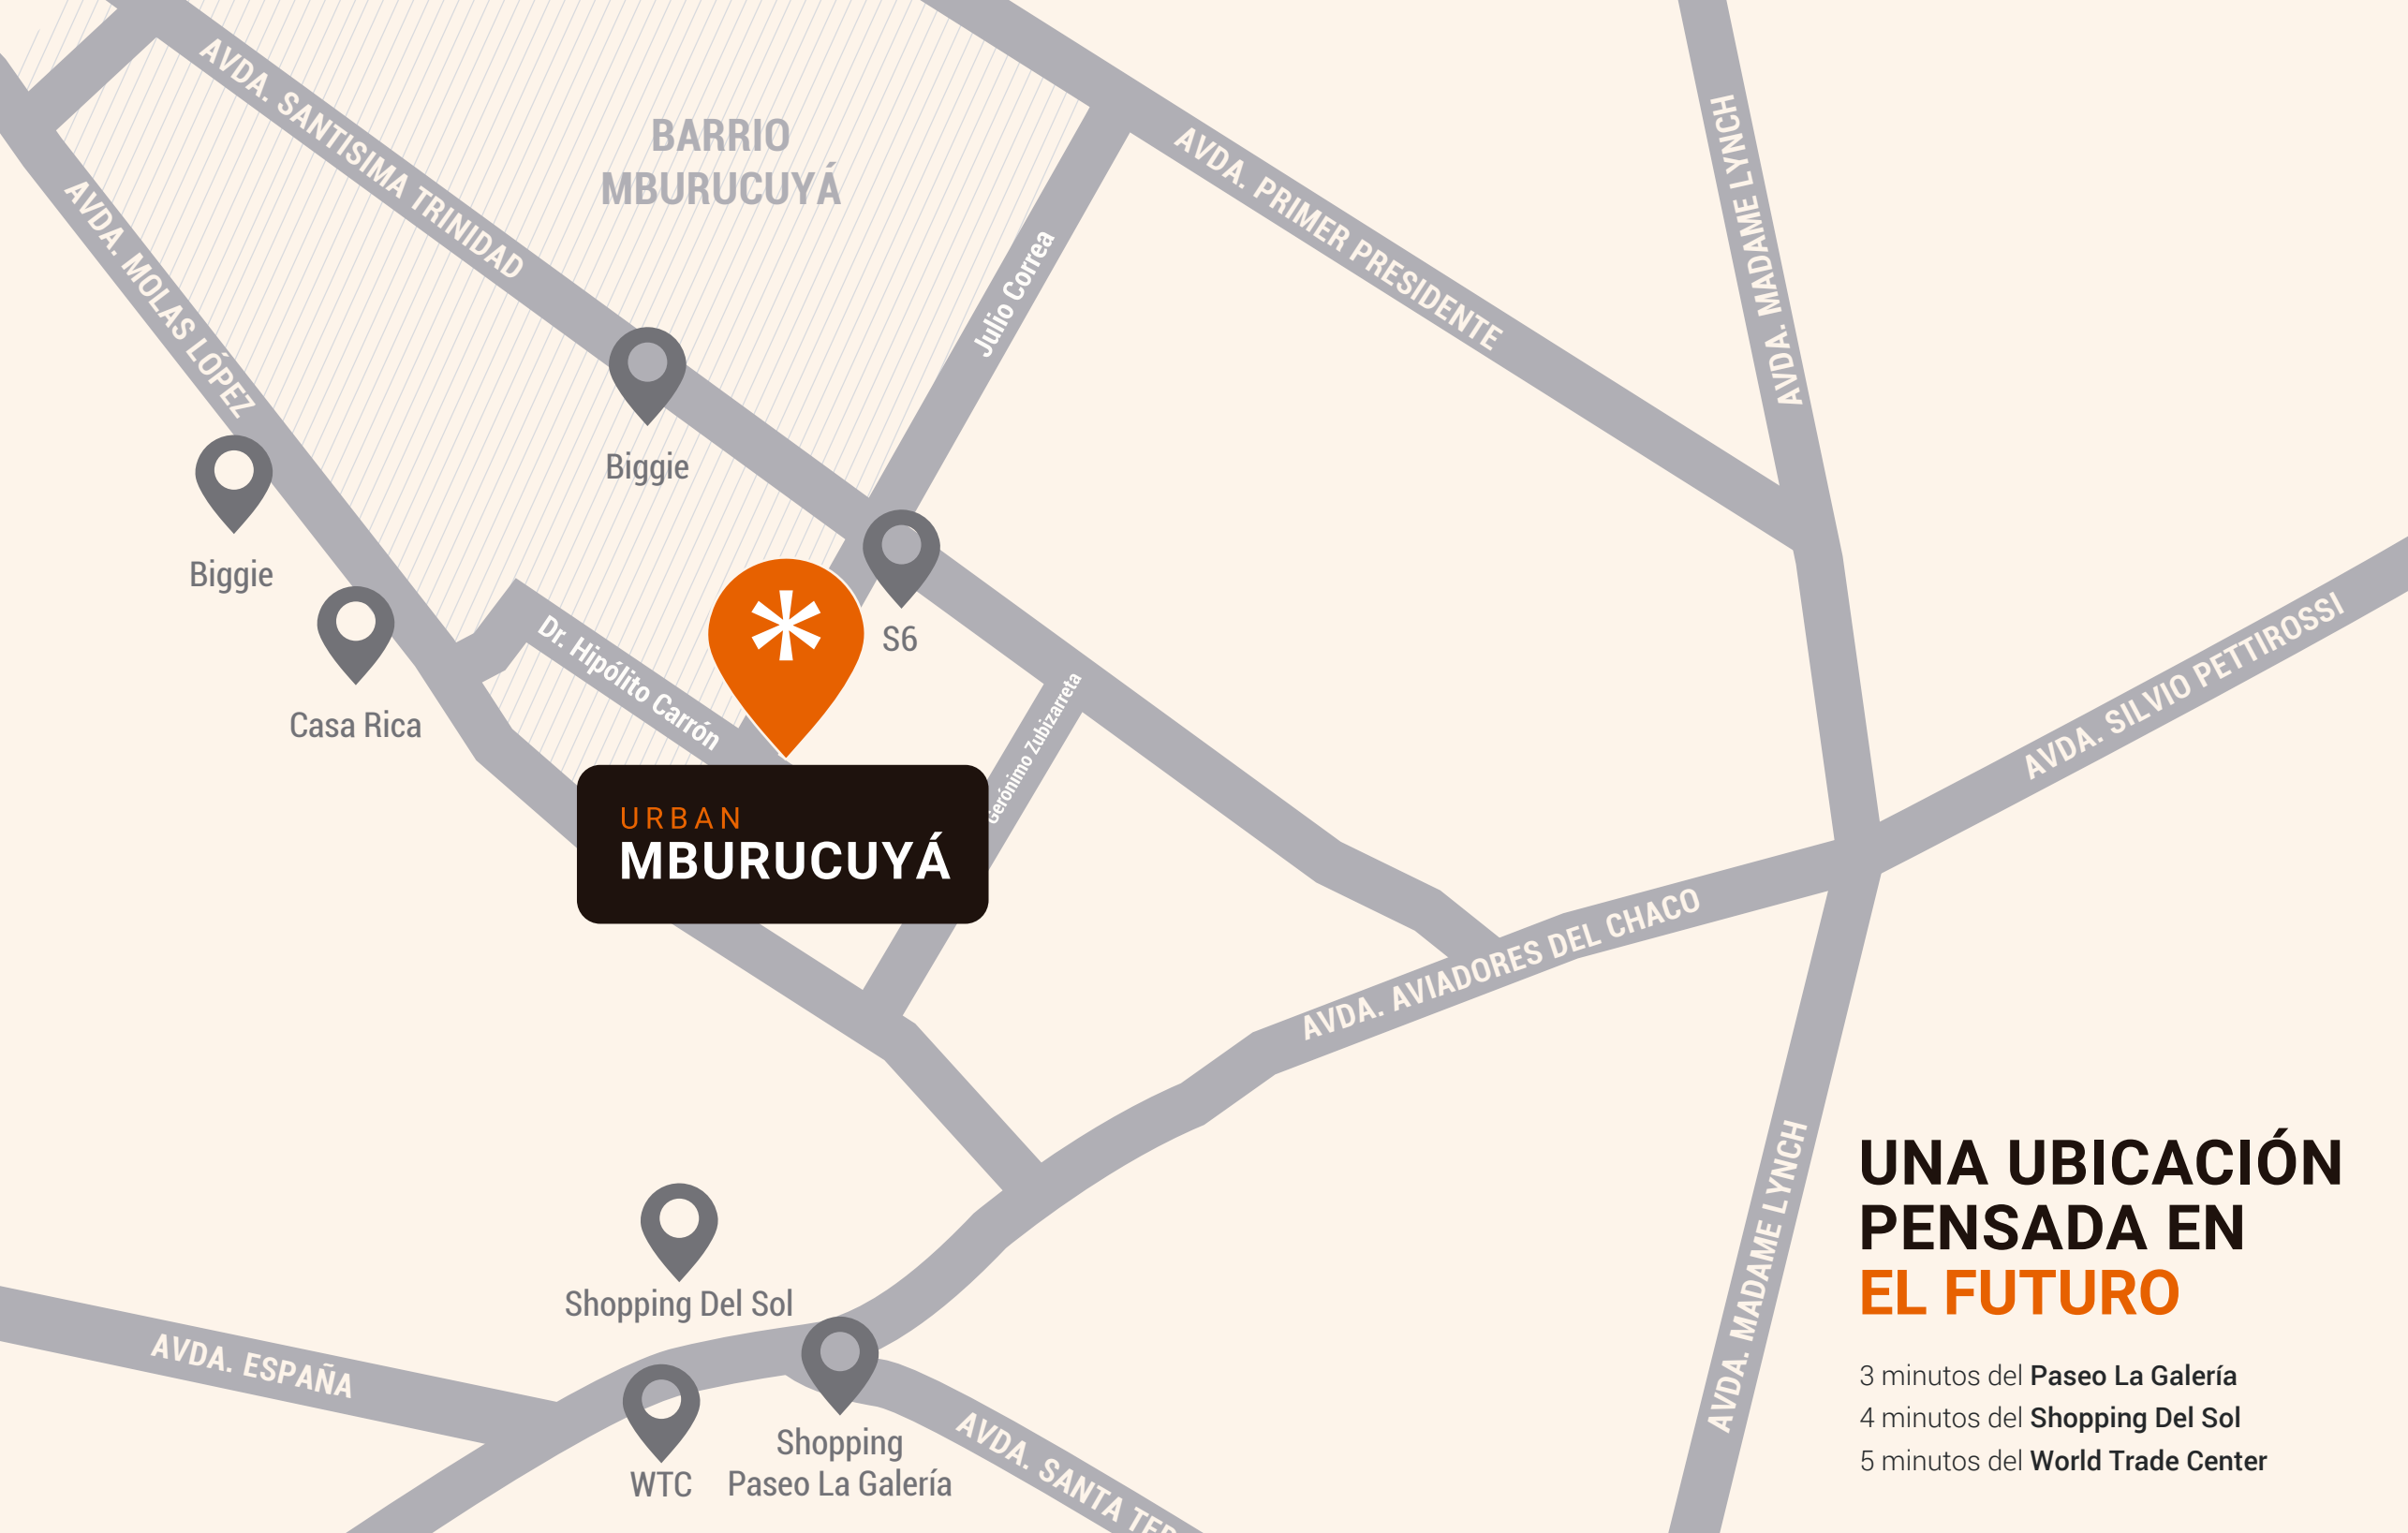 AVDA. SANTISIMA TRINIDAD
BARRIO
MBURUCUYÁ
AVDA. MOLAS LÓPEZ
Julio Correa
AVDA. PRIMER PRESIDENTE
AVDA. MADAME LYNCH
Biggie
Biggie
S6
Casa Rica
Dr. Hipólito Carrón
Gerónimo Zubizarreta
AVDA. SILVIO PETTIROSSI
URBAN
MBURUCUYÁ
AVDA. AVIADORES DEL CHACO
AVDA. MADAME LYNCH
Shopping Del Sol
AVDA. ESPAÑA
WTC
Shopping
Paseo La Galería
AVDA. SANTA
UNA UBICACIÓN
PENSADA EN
EL FUTURO
3 minutos del Paseo La Galería
4 minutos del Shopping Del Sol
5 minutos del World Trade Center